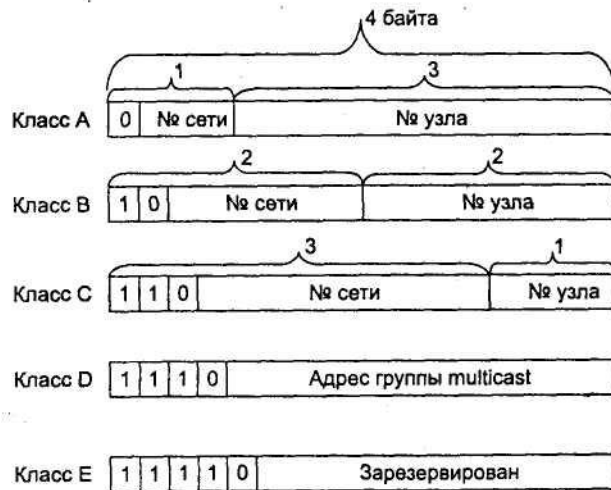 4 байта
1 3
Класс А 0 № сети № узла
2 2
Класс В 1 0 № сети № узла
3 1
Класс С 1 1 0 № сети № узла
Класс D 1 1 1 0 Адрес группы multicast
Класс Е 1 1 1 1 0 Зарезервирован